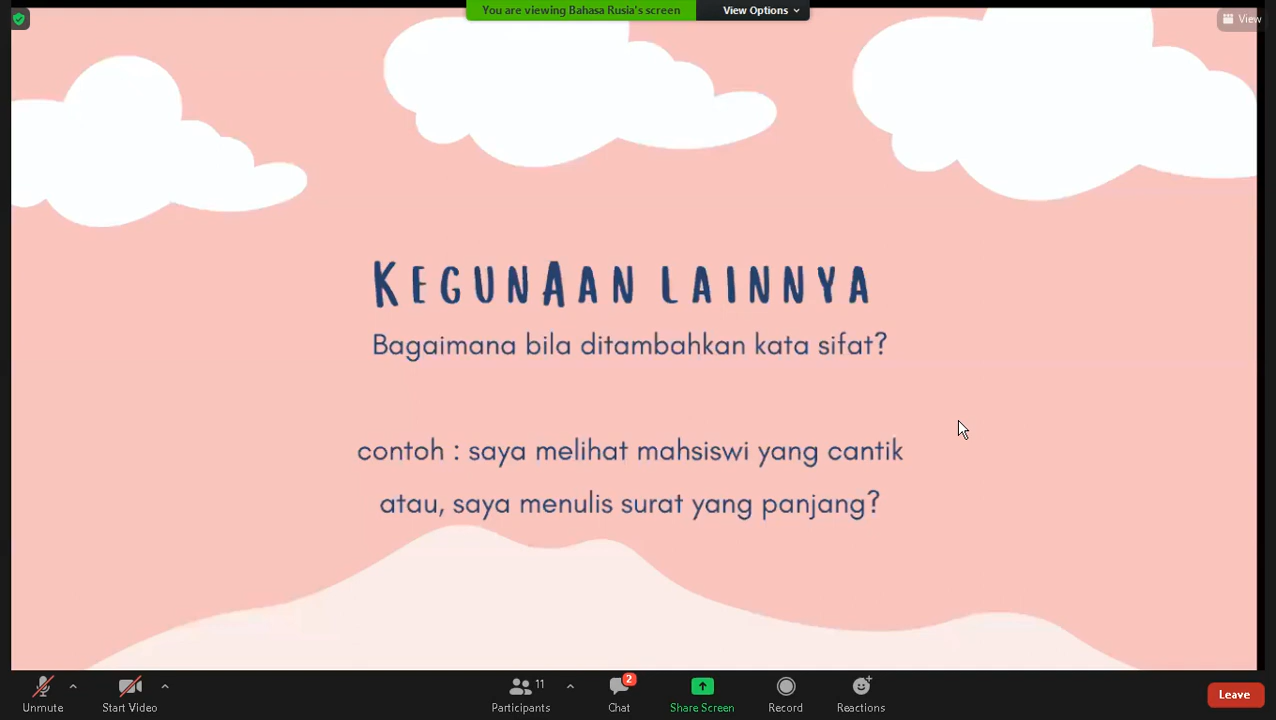 You are viewing Bahasa Rusia's screen
View Options
View
KEGUNAAN LAINNYA
Bagaimana bila ditambahkan kata sifat?
contoh : saya melihat mahsiswi yang cantik
atau, saya menulis surat yang panjang?
11
2
Unmute
Start Video
Participants
Chat
Share Screen
Record
Reactions
Leave